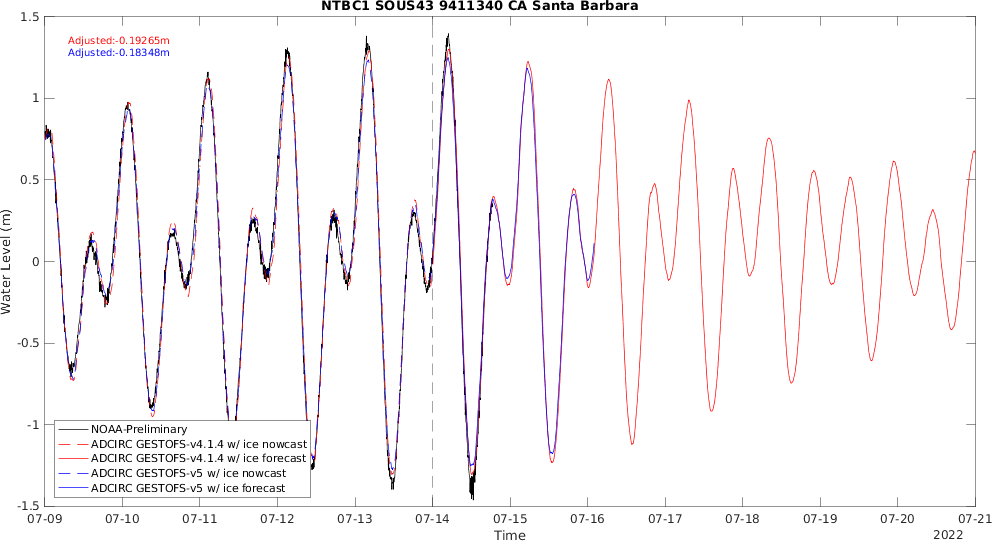 NTBC1 SOUS43 9411340 CA Santa Barbara
Adjusted:-0.19265m
Adjusted:-0.18348m
1.5
1
0.5
0
-0.5
-1
-1.5
Water Level (m)
NOAA-Preliminary
ADCIRC GESTOFS-v4.1.4 w/ ice nowcast
ADCIRC GESTOFS-v4.1.4 w/ ice forecast
ADCIRC GESTOFS-v5 w/ ice nowcast
ADCIRC GESTOFS-v5 w/ ice forecast
07-09 07-10 07-11 07-12 07-13 07-14 07-15 07-16 07-17 07-18 07-19 07-20 07-21
Time
2022